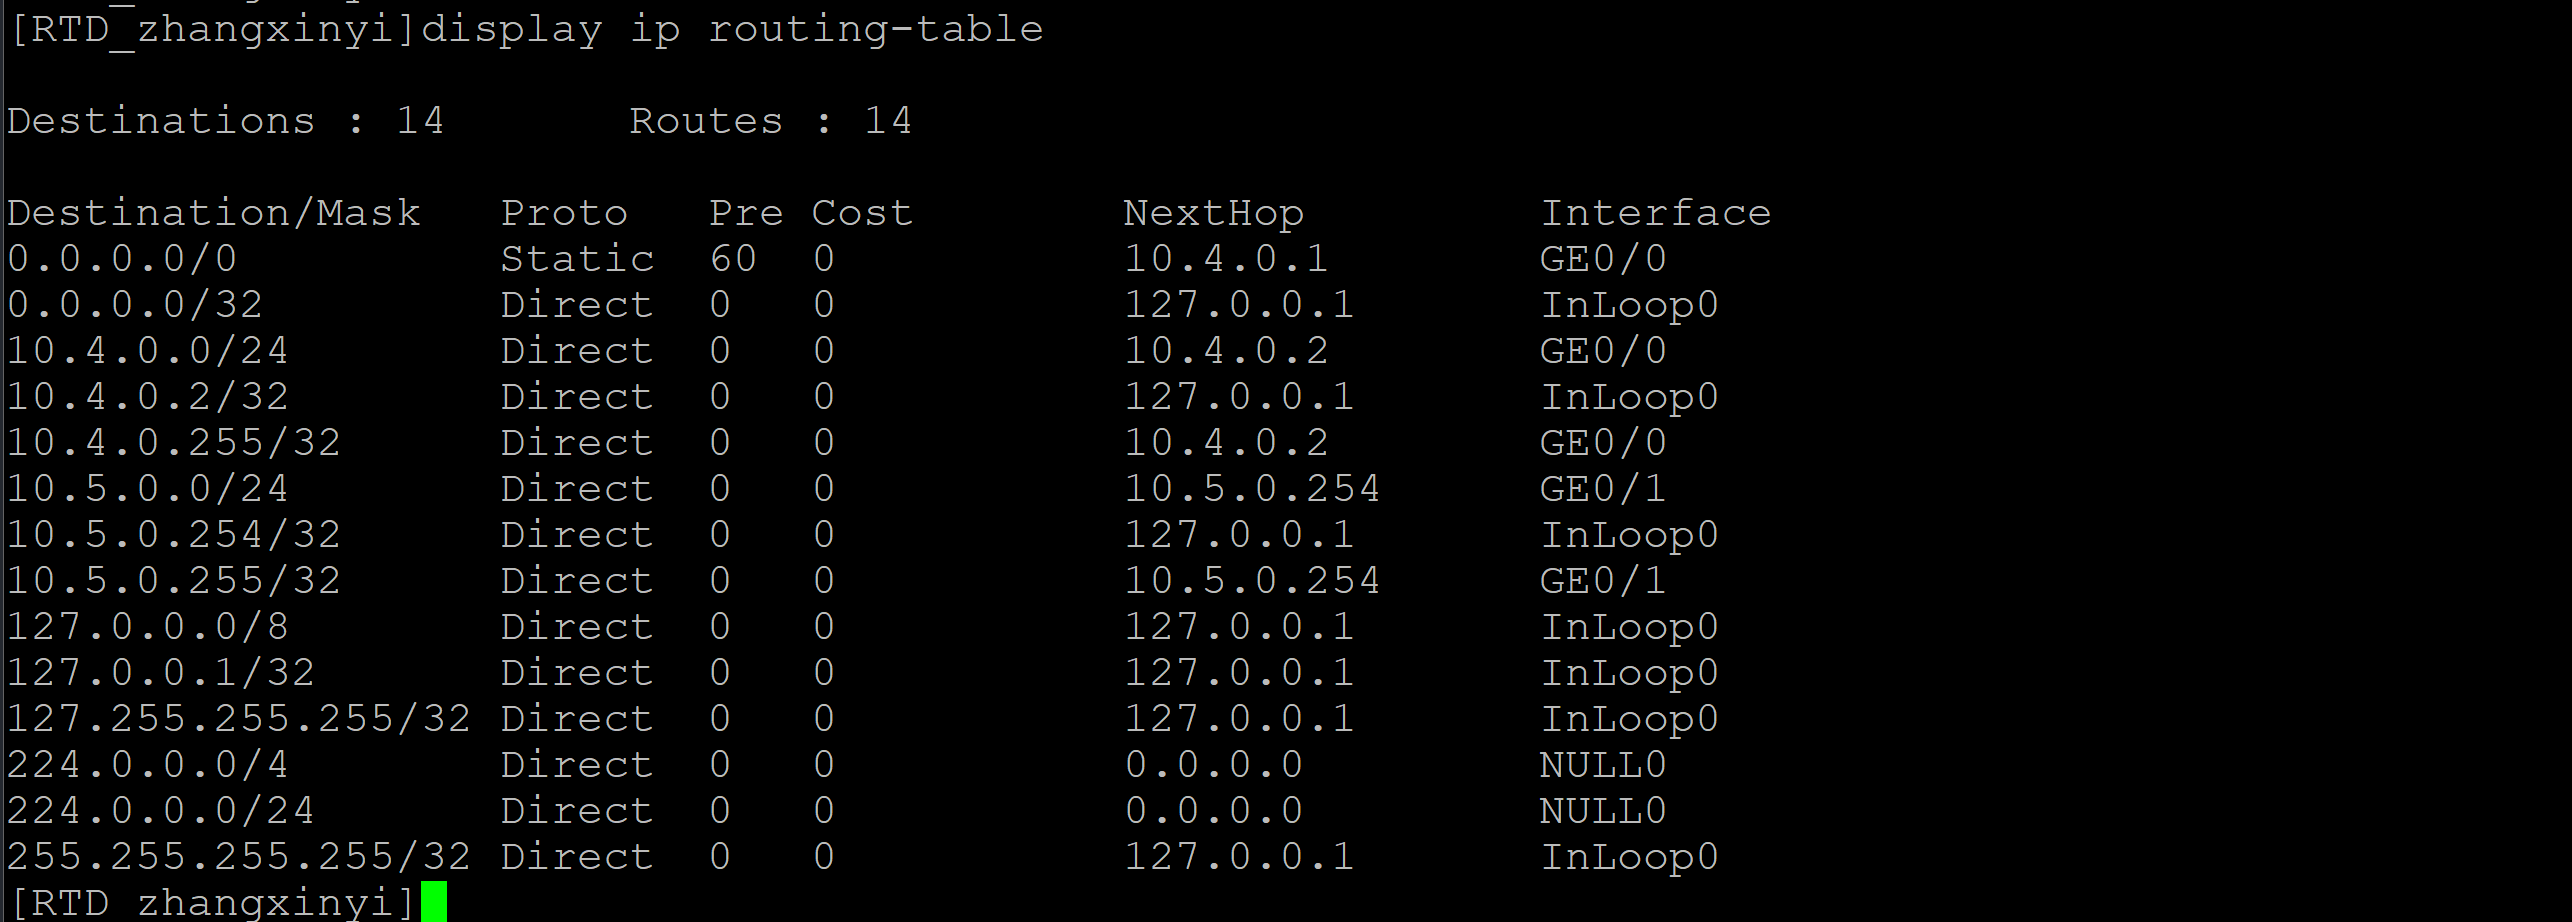 [RTD_zhangxinyi]display ip routing-table
Destinations : 14       Routes : 14
Destination/Mask   Proto   Pre Cost        NextHop         Interface
0.0.0.0/0          Static  60  0           10.4.0.1        GE0/0
0.0.0.0/32         Direct  0   0           127.0.0.1       InLoop0
10.4.0.0/24        Direct  0   0           10.4.0.2        GE0/0
10.4.0.2/32        Direct  0   0           127.0.0.1       InLoop0
10.4.0.255/32      Direct  0   0           10.4.0.2        GE0/0
10.5.0.0/24        Direct  0   0           10.5.0.254      GE0/1
10.5.0.254/32      Direct  0   0           127.0.0.1       InLoop0
10.5.0.255/32      Direct  0   0           10.5.0.254      GE0/1
127.0.0.0/8        Direct  0   0           127.0.0.1       InLoop0
127.0.0.1/32       Direct  0   0           127.0.0.1       InLoop0
127.255.255.255/32 Direct  0   0           127.0.0.1       InLoop0
224.0.0.0/4        Direct  0   0           0.0.0.0         NULL0
224.0.0.0/24       Direct  0   0           0.0.0.0         NULL0
255.255.255.255/32 Direct  0   0           127.0.0.1       InLoop0
[RTD zhangxinyi]